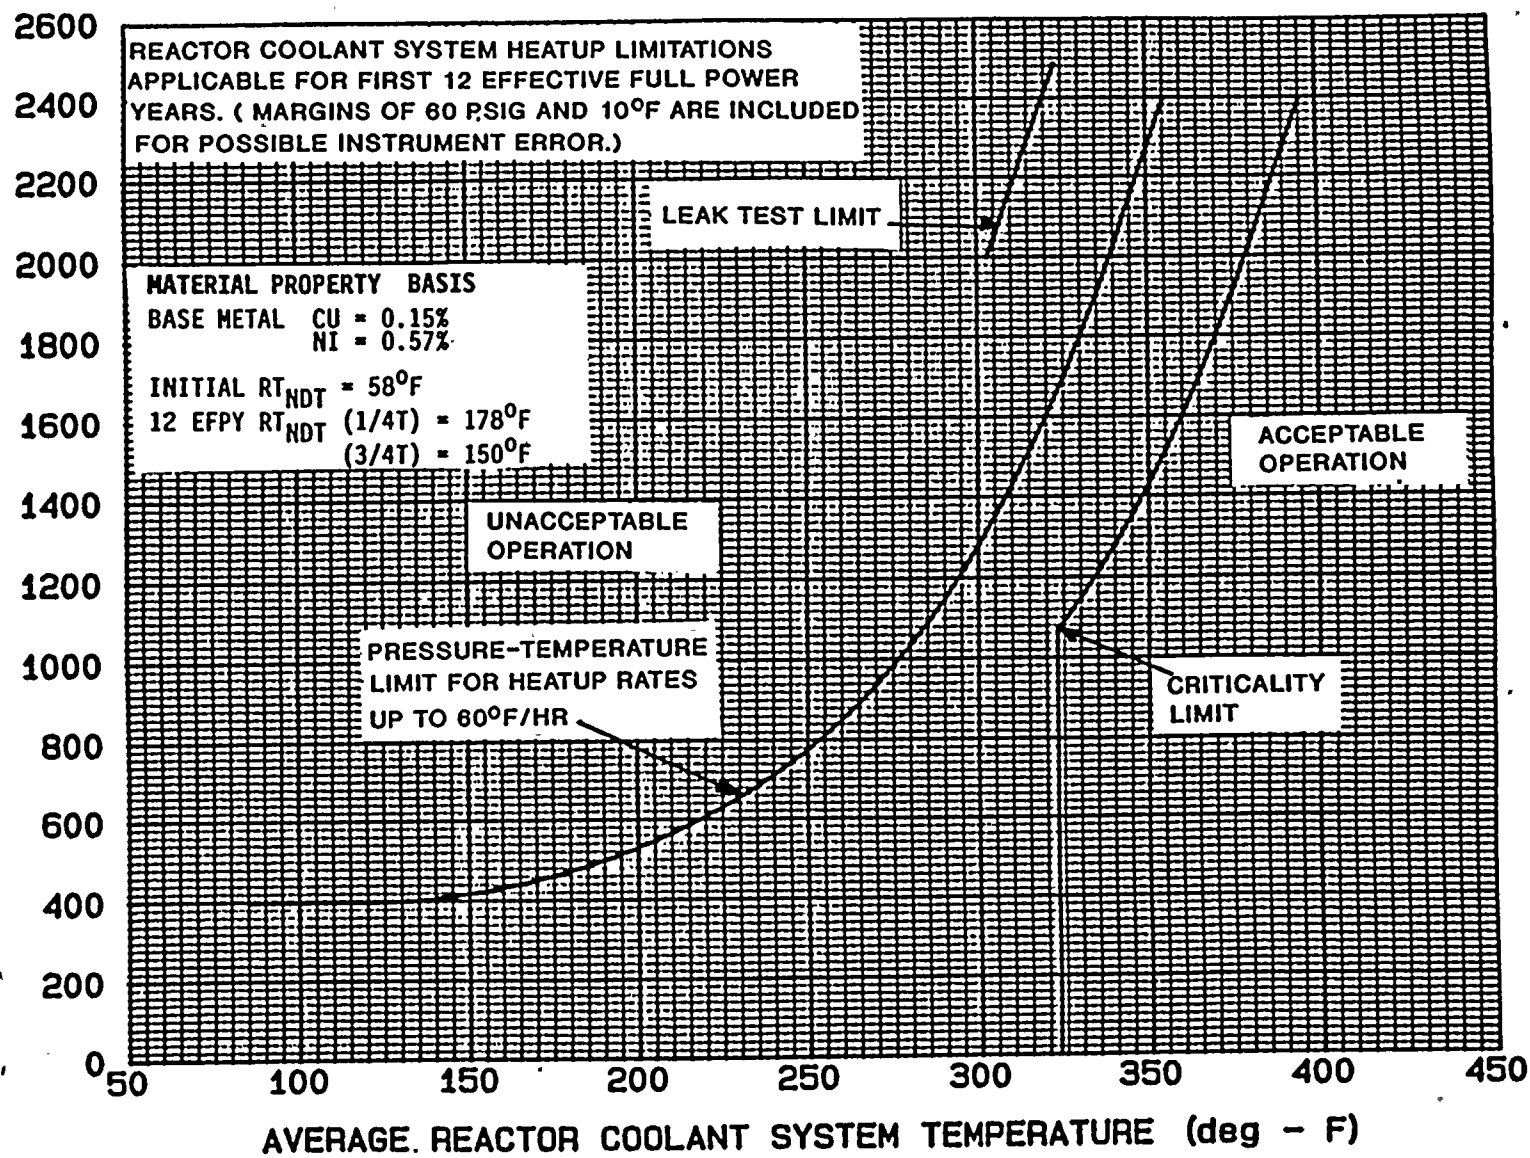 2600
2400
2200
2000
1800
1600
1400
1200
1000
800
600
400
200
0
REACTOR COOLANT SYSTEM HEATUP LIMITATIONS
APPLICABLE FOR FIRST 12 EFFECTIVE FULL POWER
YEARS. ( MARGINS OF 60 P.SIG AND 10°F ARE INCLUDED
FOR POSSIBLE INSTRUMENT ERROR.)
LEAK TEST LIMIT
MATERIAL PROPERTY BASIS
BASE METAL CU = 0.15%
NI = 0.57%
INITIAL RT_NDT = 58°F
12 EFPY RT_NDT (1/4T) = 178°F
(3/4T) = 150°F
ACCEPTABLE
OPERATION
UNACCEPTABLE
OPERATION
PRESSURE-TEMPERATURE
LIMIT FOR HEATUP RATES
UP TO 60°F/HR
CRITICALITY
LIMIT
50 100 150 200 250 300 350 400 450
AVERAGE. REACTOR COOLANT SYSTEM TEMPERATURE (deg - F)